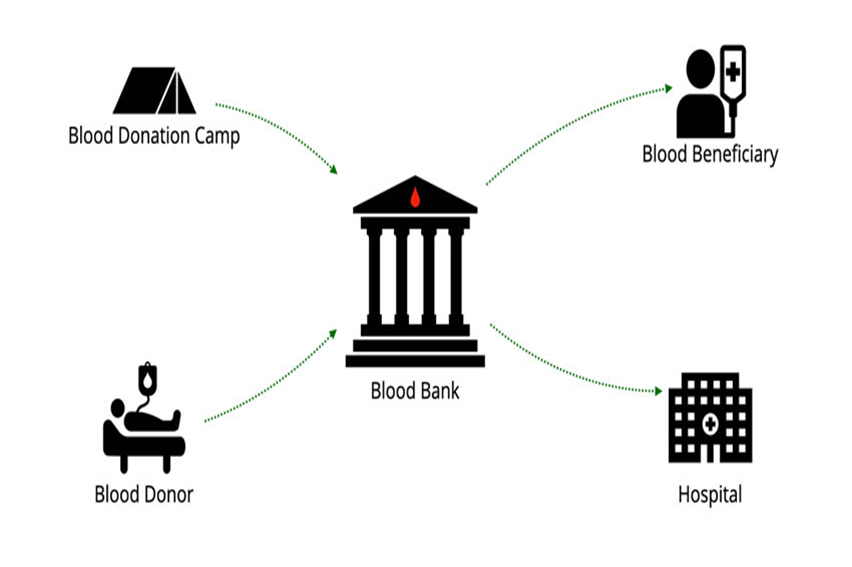 Blood Donation Camp
Blood Beneficiary
Blood Bank
Blood Donor
Hospital